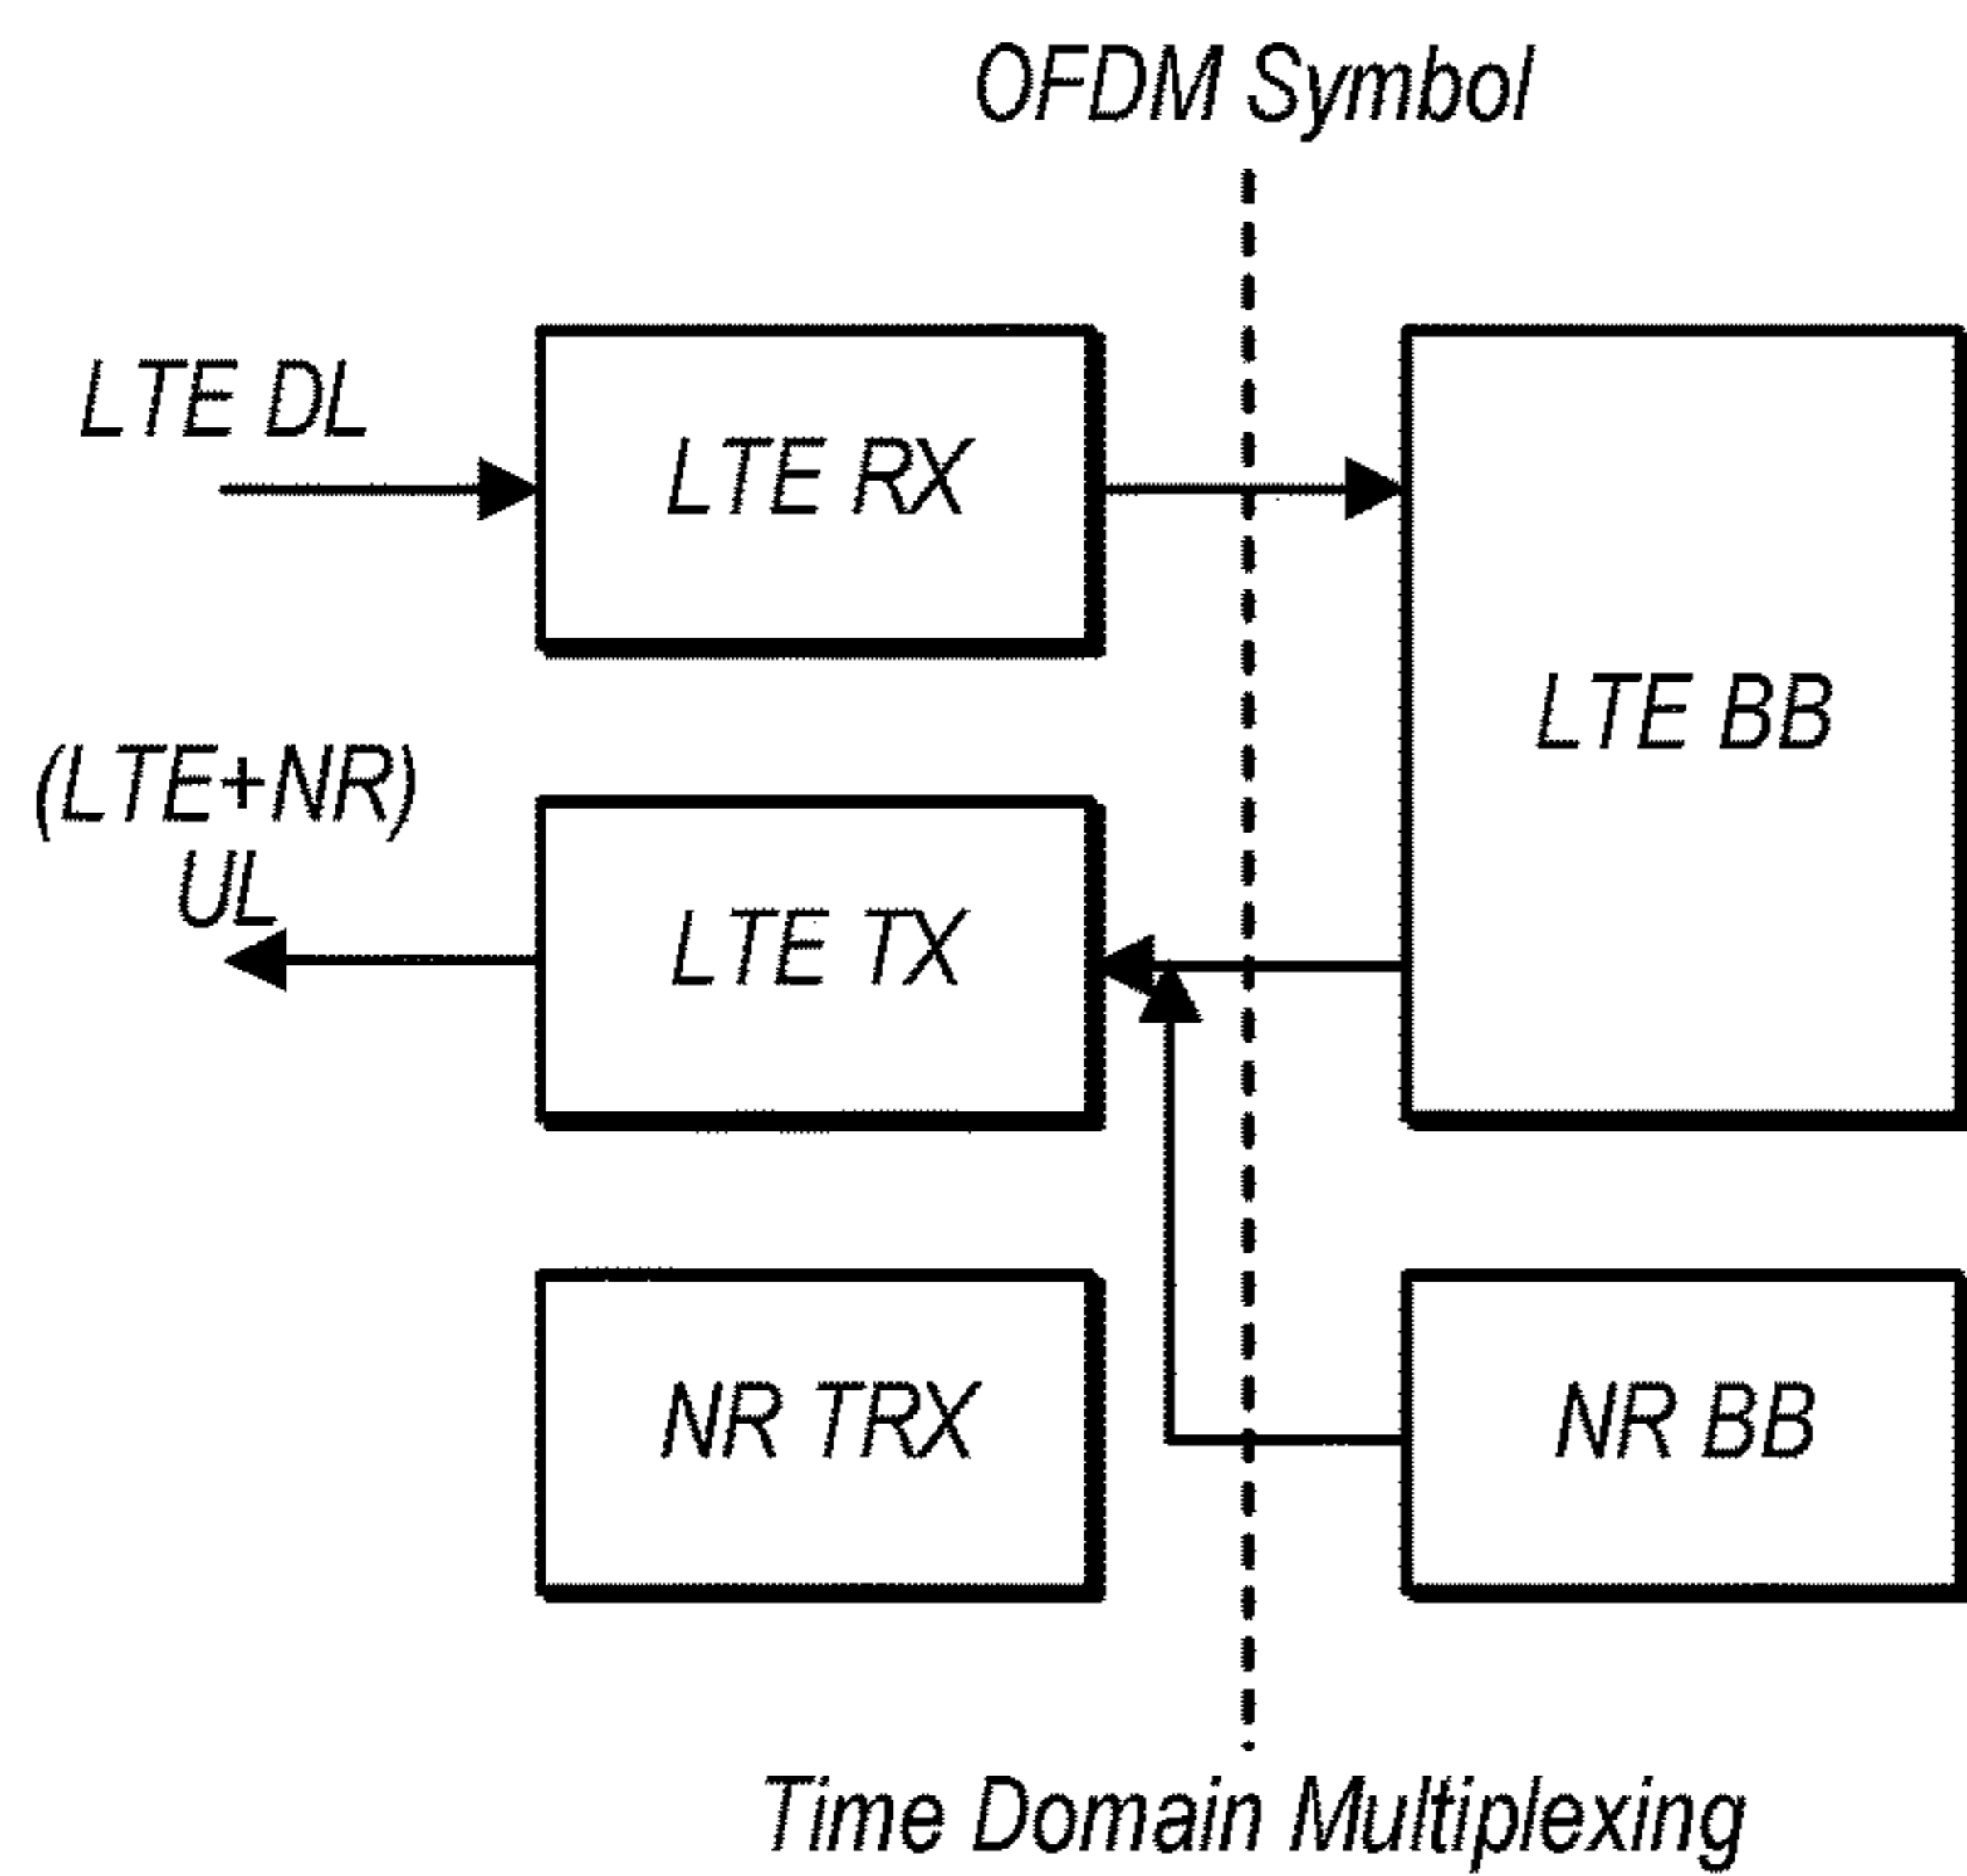 OFDM Symbol
LTE DL
LTE RX
LTE BB
(LTE+NR)
UL
LTE TX
NR TRX
NR BB
Time Domain Multiplexing